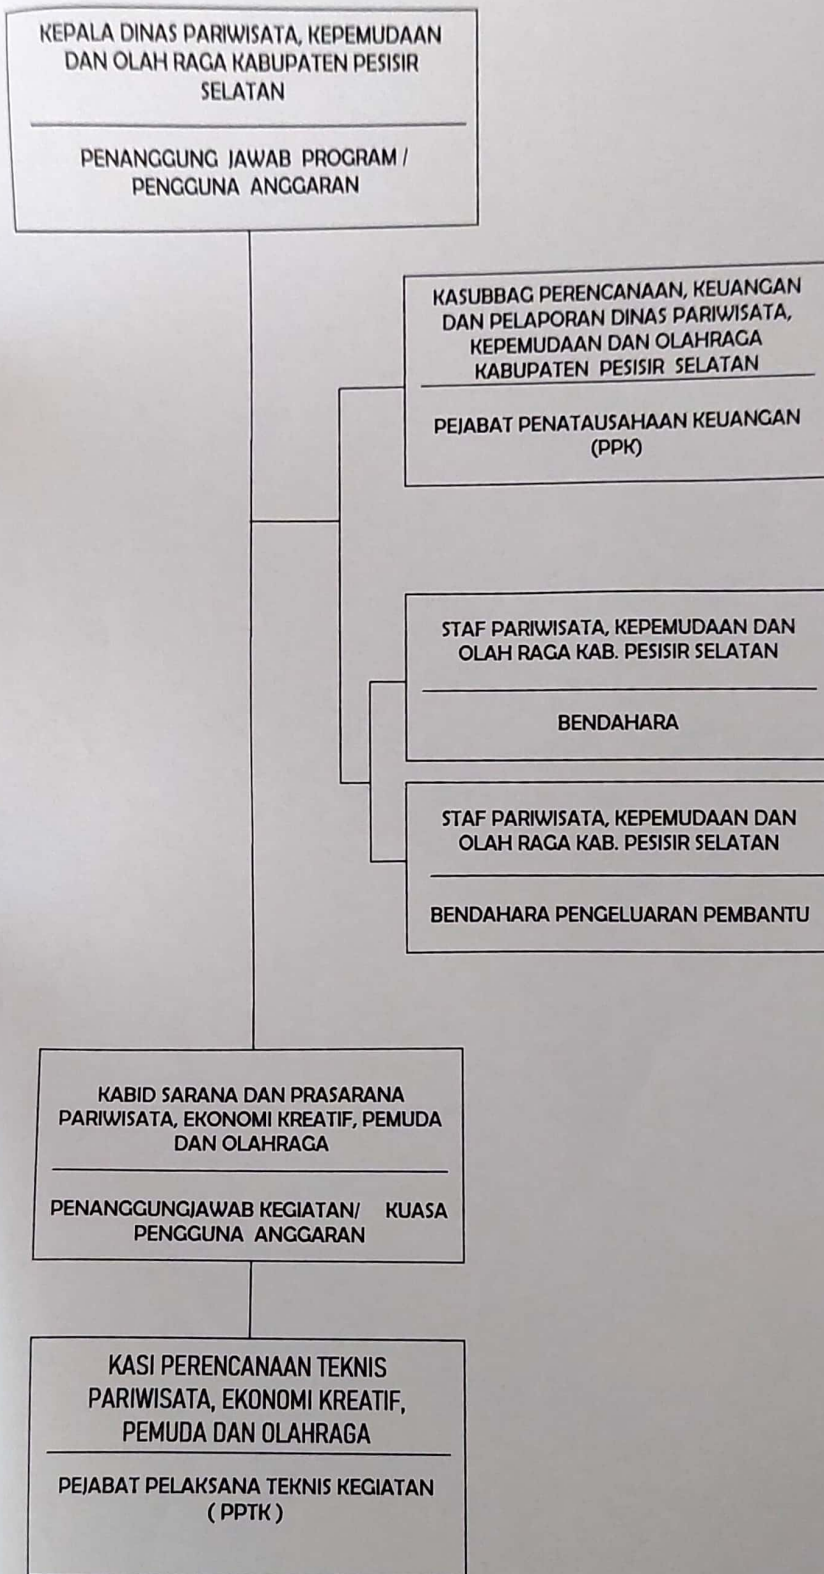 KEPALA DINAS PARIWISATA, KEPEMUDAAN
DAN OLAH RAGA KABUPATEN PESISIR
SELATAN
PENANGGUNG JAWAB PROGRAM /
PENGGUNA ANGGARAN
KASUBBAG PERENCANAAN, KEUANGAN
DAN PELAPORAN DINAS PARIWISATA,
KEPEMUDAAN DAN OLAHRAGA
KABUPATEN PESISIR SELATAN
PEJABAT PENATAUSAHAAN KEUANGAN
(PPK)
STAF PARIWISATA, KEPEMUDAAN DAN
OLAH RAGA KAB. PESISIR SELATAN
BENDAHARA
STAF PARIWISATA, KEPEMUDAAN DAN
OLAH RAGA KAB. PESISIR SELATAN
BENDAHARA PENGELUARAN PEMBANTU
KABID SARANA DAN PRASARANA
PARIWISATA, EKONOMI KREATIF, PEMUDA
DAN OLAHRAGA
PENANGGUNGJAWAB KEGIATAN/ KUASA
PENGGUNA ANGGARAN
KASI PERENCANAAN TEKNIS
PARIWISATA, EKONOMI KREATIF,
PEMUDA DAN OLAHRAGA
PEJABAT PELAKSANA TEKNIS KEGIATAN
( PPTK )